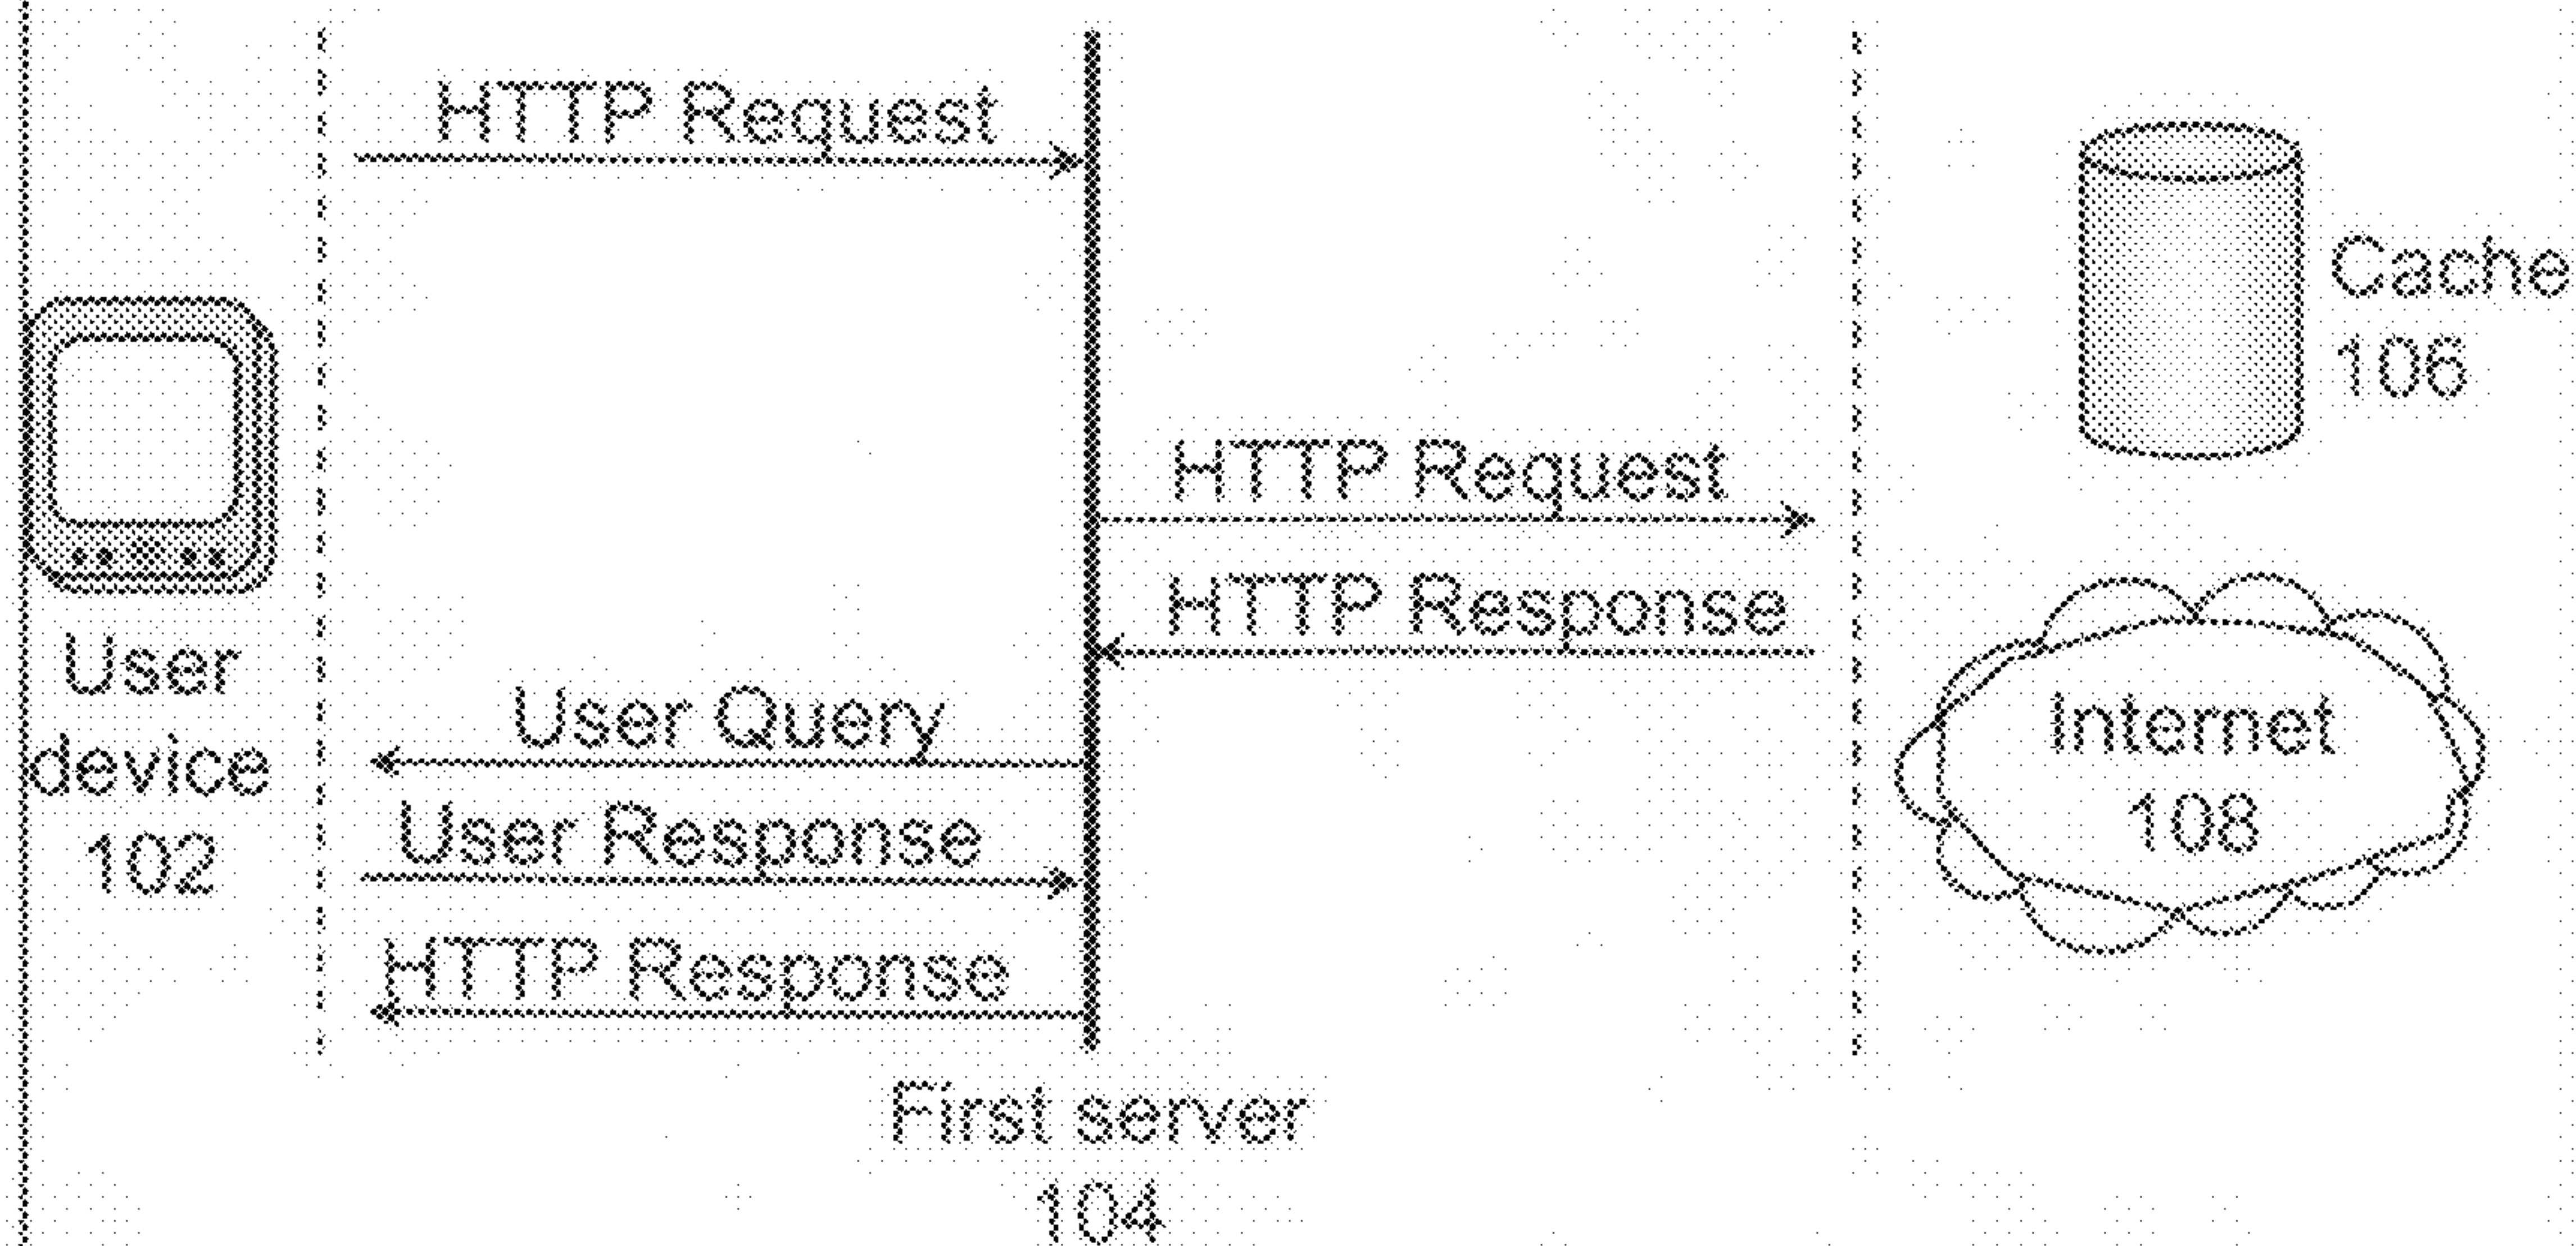 HTTP Request
Cache
106
HTTP Request
HTTP Response
User
device
102
User Query
User Response
HTTP Response
Internet
108
First server
104